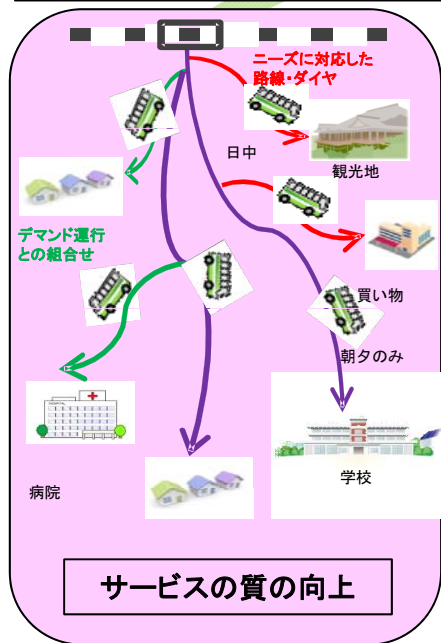 ニーズに対応した
路線・ダイヤ
日中
観光地
デマンド運行
との組合せ
買い物
朝夕のみ
HOSPITAL
病院
学校
サービスの質の向上